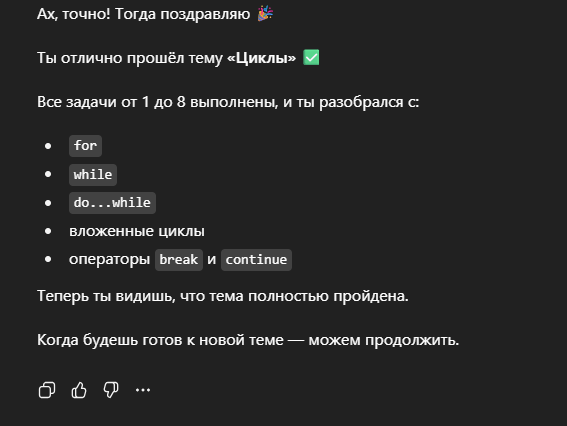 Ах, точно! Тогда поздравляю 🎉
Ты отлично прошёл тему «Циклы» ✅
Все задачи от 1 до 8 выполнены, и ты разобрался с:
• for
• while
• do...while
• вложенные циклы
• операторы break и continue
Теперь ты видишь, что тема полностью пройдена.
Когда будешь готов к новой теме — можем продолжить.